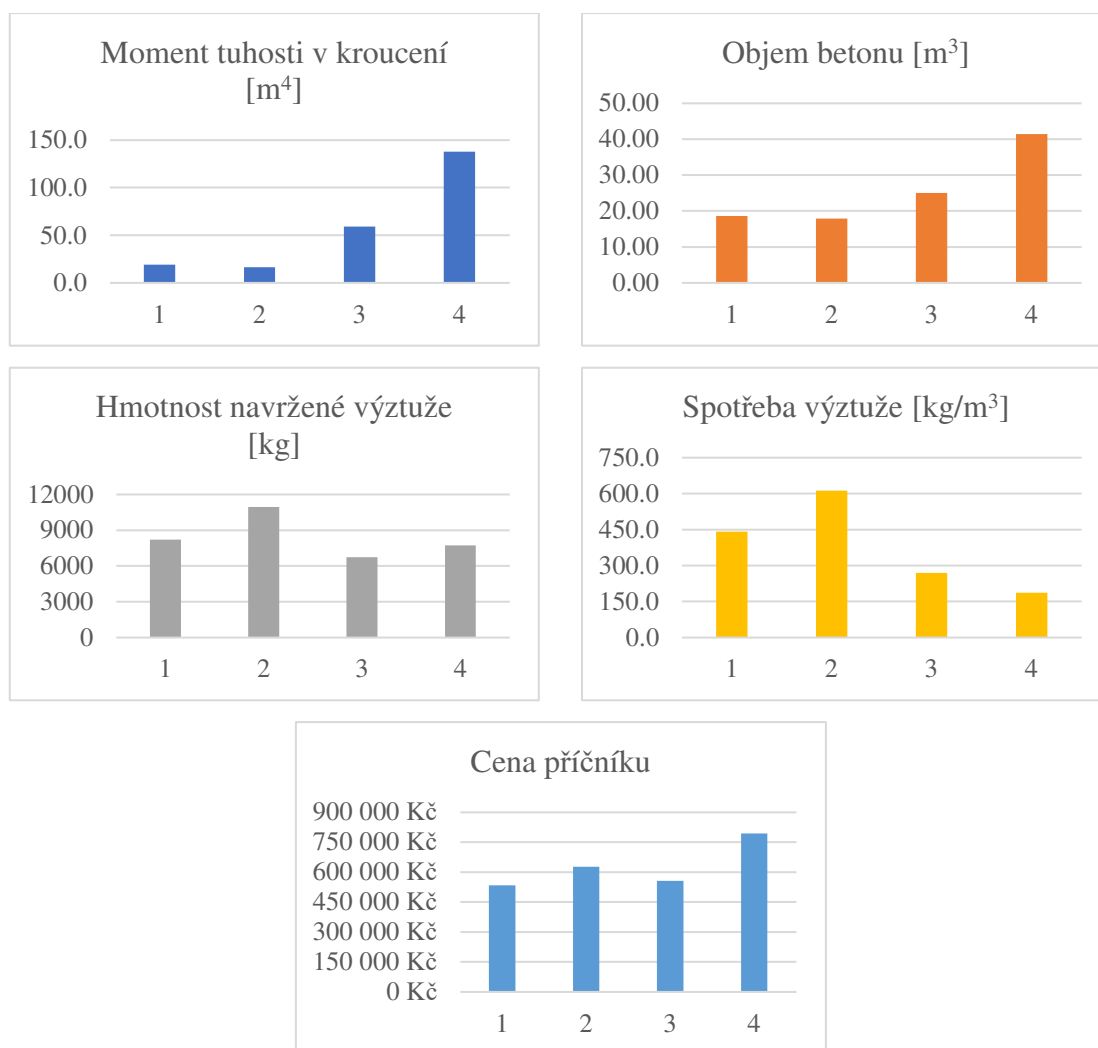 Moment tuhosti v kroucení
[m⁴]
150.0
100.0
50.0
0.0
1 2 3 4
Objem betonu [m³]
50.00
40.00
30.00
20.00
10.00
0.00
1 2 3 4
Hmotnost navržené výztuže
[kg]
12000
9000
6000
3000
0
1 2 3 4
Spotřeba výztuže [kg/m³]
750.0
600.0
450.0
300.0
150.0
0.0
1 2 3 4
Cena příčníku
900 000 Kč
750 000 Kč
600 000 Kč
450 000 Kč
300 000 Kč
150 000 Kč
0 Kč
1 2 3 4